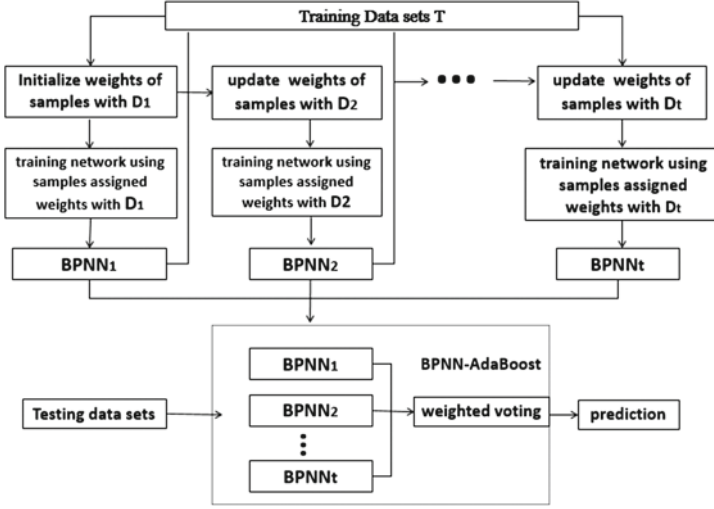 Training Data sets T
Initialize weights of
samples with D1
update weights of
samples with D2
•••
update weights of
samples with Dt
training network using
samples assigned
weights with D1
training network using
samples assigned
weights with D2
training network using
samples assigned
weights with Dt
BPNN1
BPNN2
BPNNt
BPNN1
BPNN-AdaBoost
Testing data sets
BPNN2
weighted voting
prediction
BPNNt